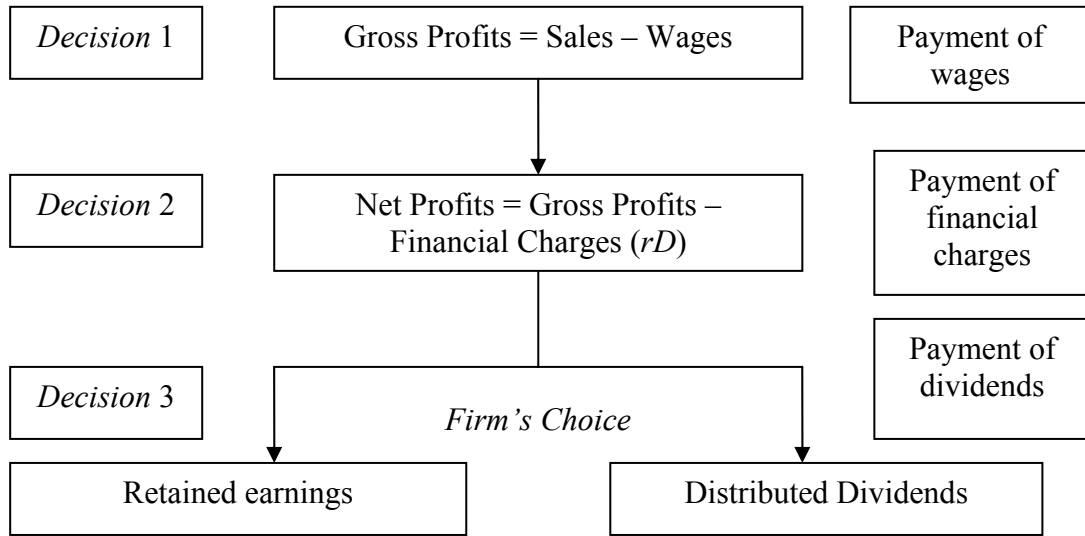 Decision 1
Gross Profits = Sales – Wages
Payment of
wages
Decision 2
Net Profits = Gross Profits –
Financial Charges (rD)
Payment of
financial
charges
Decision 3
Firm's Choice
Payment of
dividends
Retained earnings
Distributed Dividends